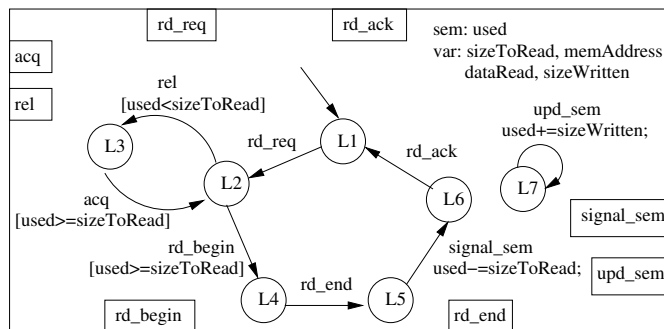 rd_req
rd_ack
sem: used
var: sizeToRead, memAddress
dataRead, sizeWritten
acq
rel
rel
[used<sizeToRead]
upd_sem
used+=sizeWritten;
L3
rd_req
L1
rd_ack
L2
L6
L7
acq
[used>=sizeToRead]
signal_sem
rd_begin
[used>=sizeToRead]
signal_sem
used−=sizeToRead;
upd_sem
rd_end
L4
L5
rd_begin
rd_end